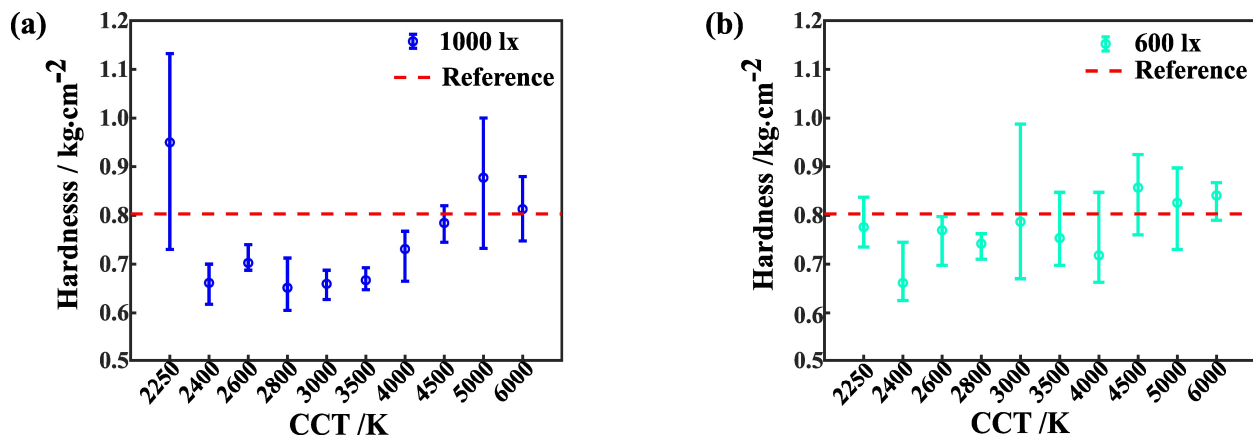 (a)
1.2
1.1
1.0
0.9
0.8
0.7
0.6
0.5
Hardness / kg.cm⁻²
1000 lx
Reference
2250 2400 2600 2800 3000 3500 4000 4500 5000 6000
CCT /K
(b)
1.2
1.1
1.0
0.9
0.8
0.7
0.6
0.5
Hardness /kg.cm⁻²
600 lx
Reference
2250 2400 2600 2800 3000 3500 4000 4500 5000 6000
CCT /K